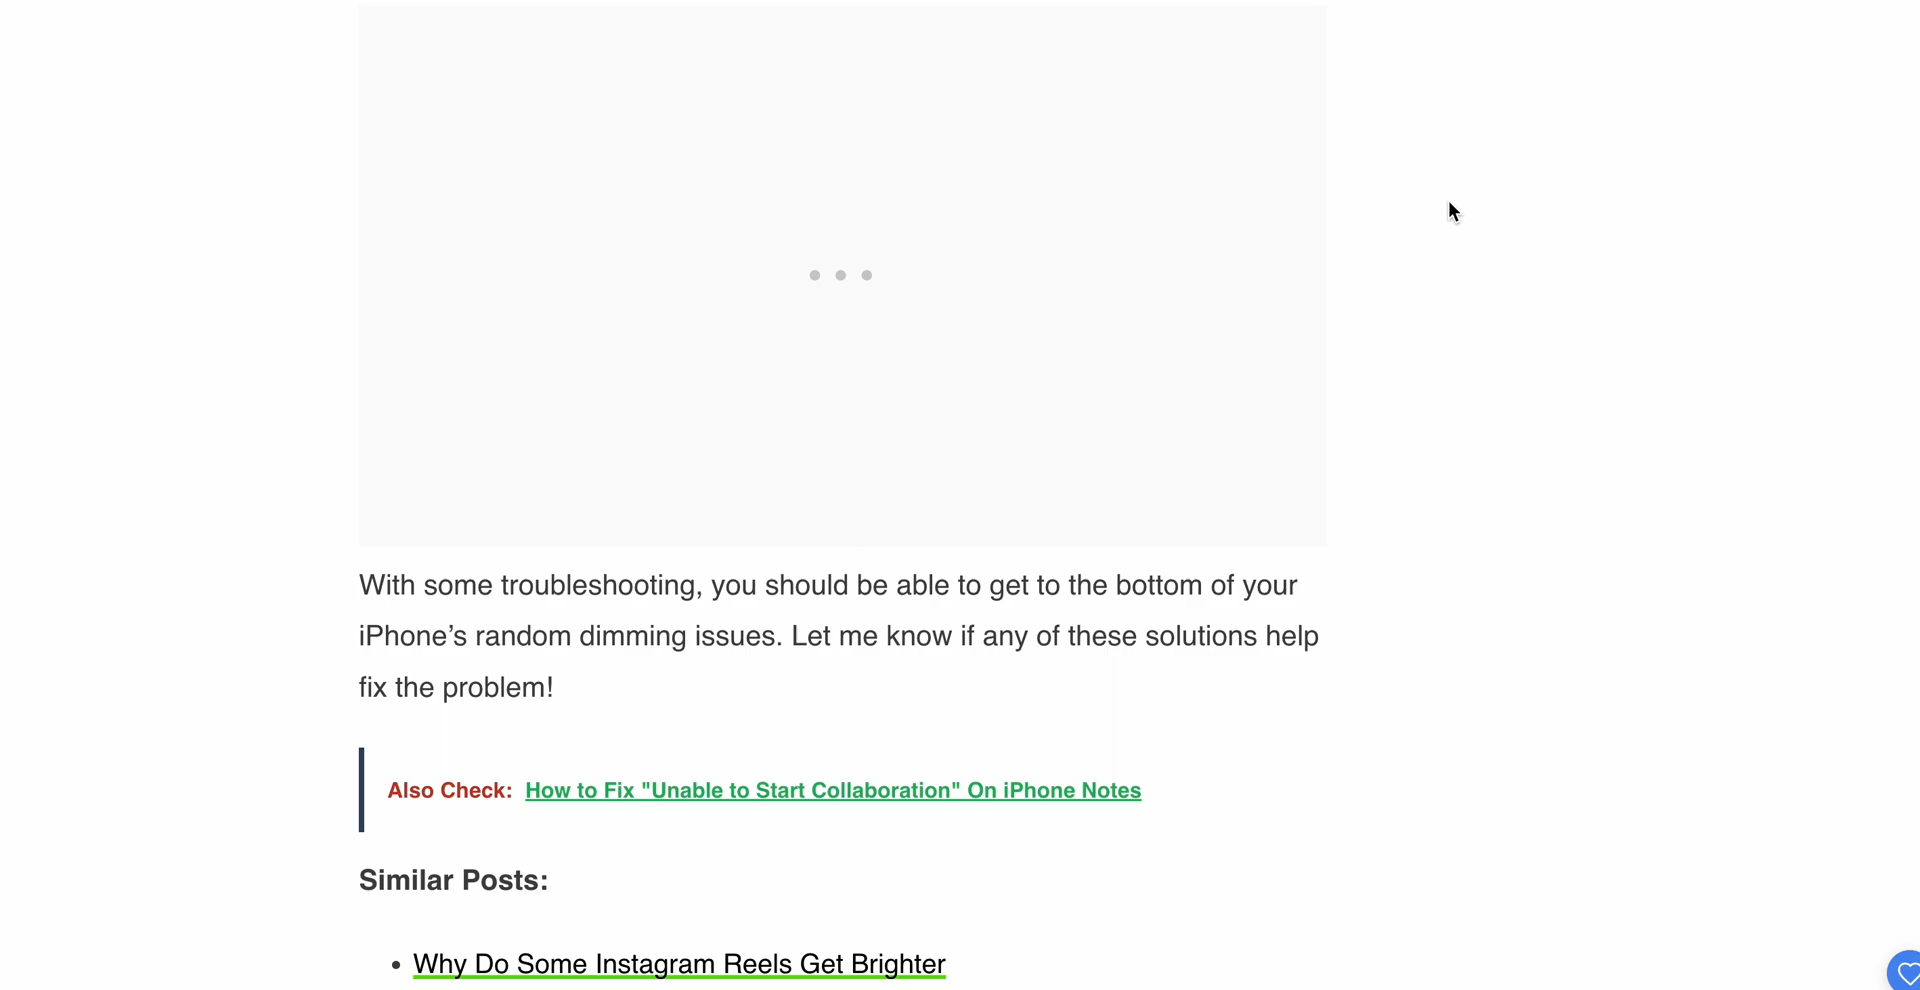 With some troubleshooting, you should be able to get to the bottom of your
iPhone’s random dimming issues. Let me know if any of these solutions help
fix the problem!
Also Check: How to Fix "Unable to Start Collaboration" On iPhone Notes
Similar Posts:
• Why Do Some Instagram Reels Get Brighter